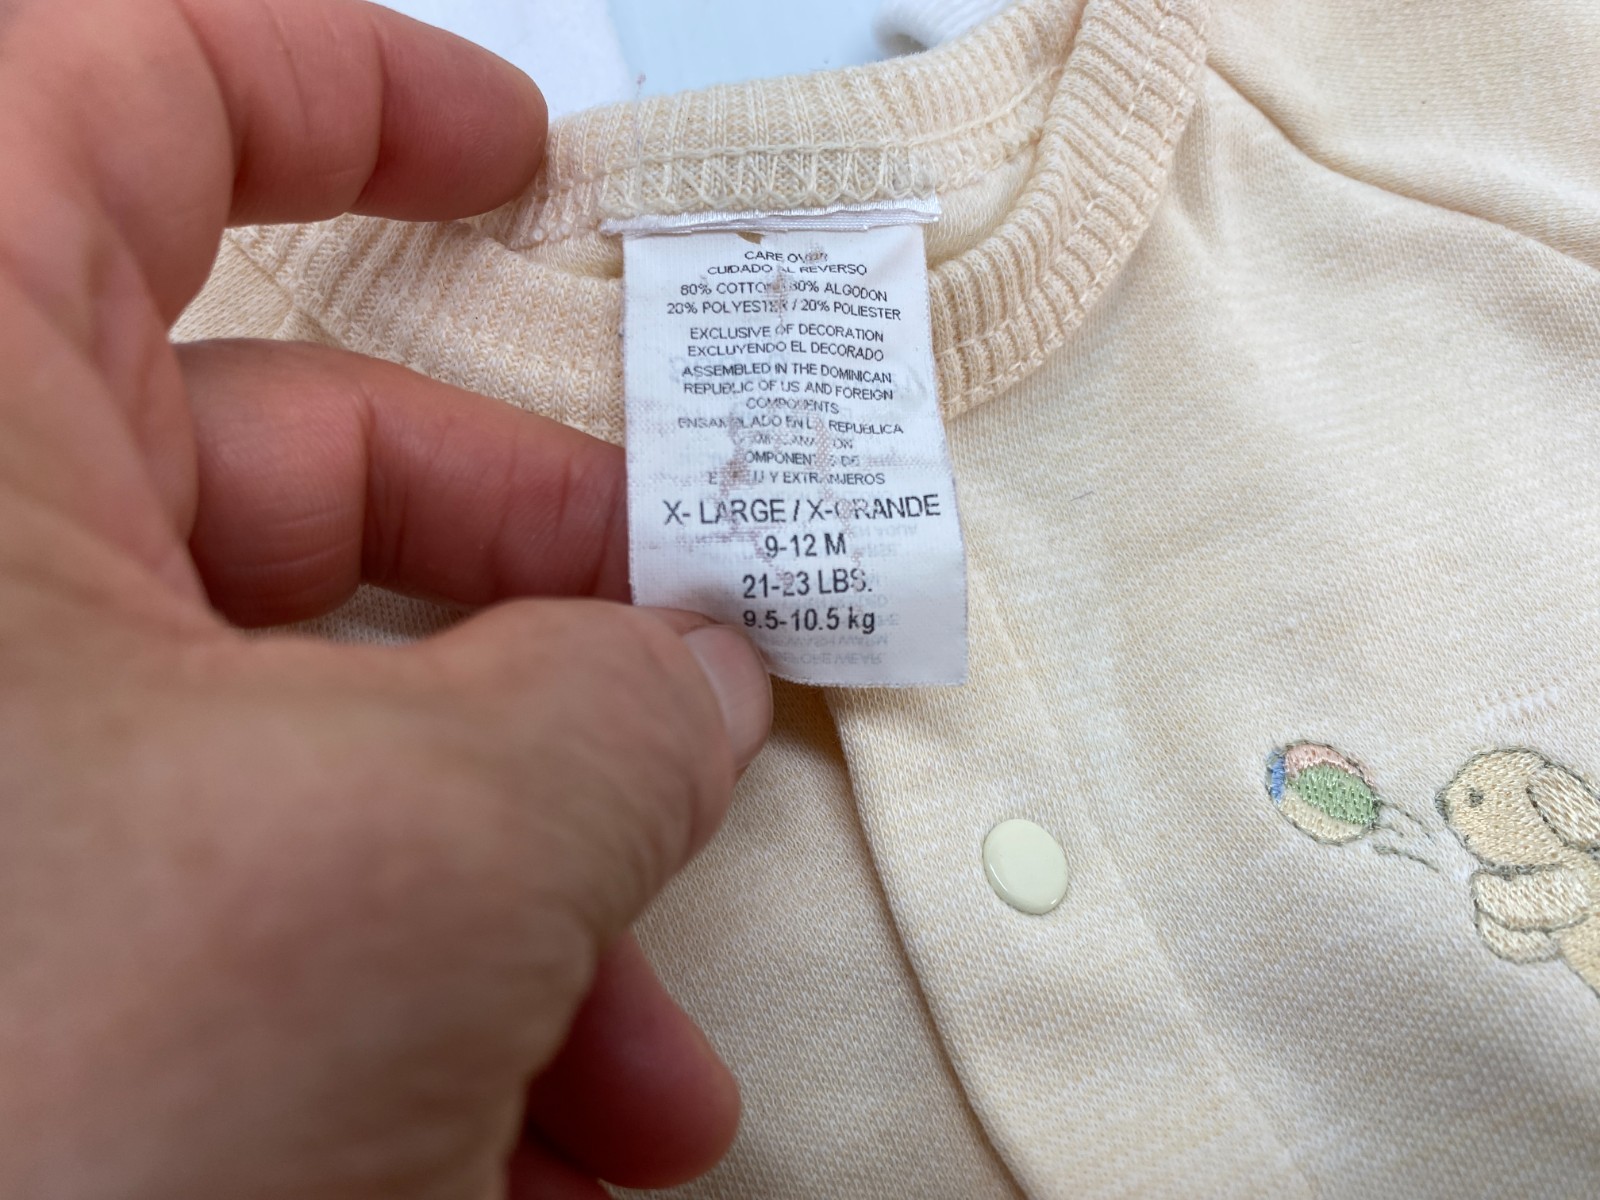 CARE OVER
CUIDADO AL REVERSO
80% COTTON 80% ALGODON
20% POLYESTER / 20% POLIESTER
EXCLUSIVE OF DECORATION
EXCLUYENDO EL DECORADO
ASSEMBLED IN THE DOMINICAN
REPUBLIC OF US AND FOREIGN
COMPONENTS
ENSAMBLADO EN LA REPUBLICA
COMPONENTES DE
Y EXTRANJEROS
X- LARGE / X-GRANDE
9-12 M
21-23 LBS.
9.5-10.5 kg